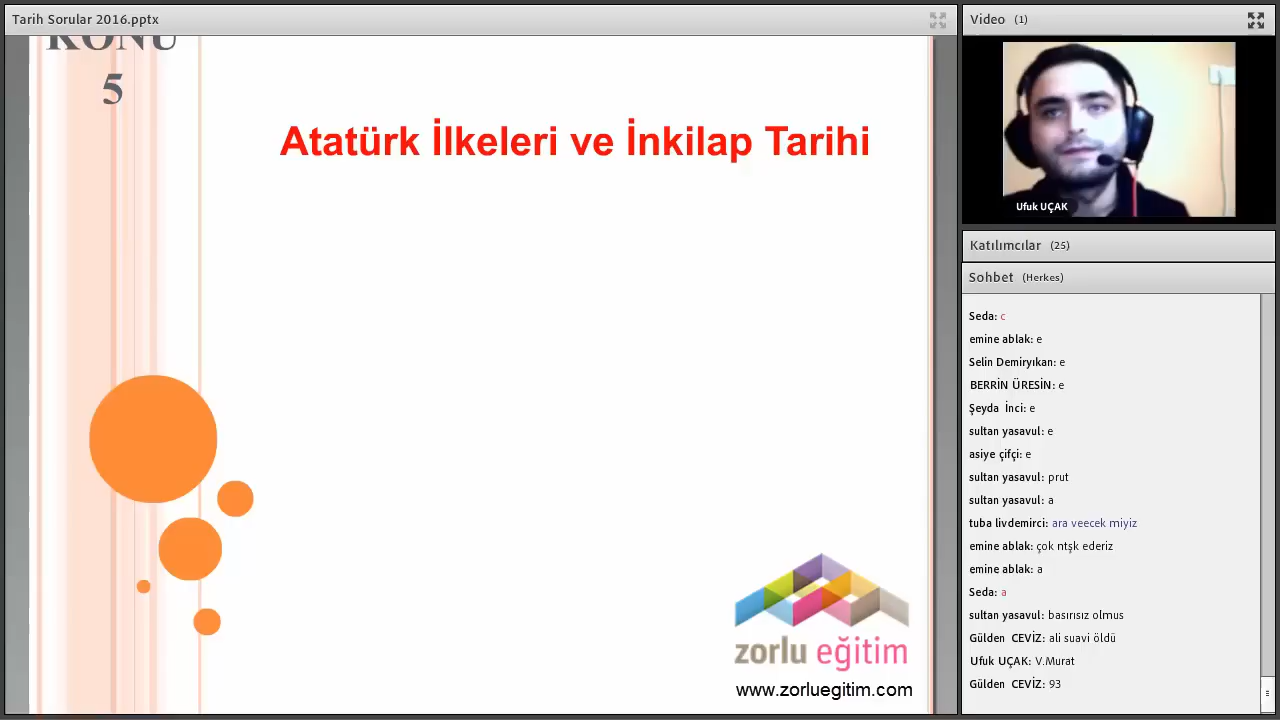 Tarih Sorular 2016.pptx
KONU
5
Atatürk İlkeleri ve İnkilap Tarihi
zorlu eğitim
www.zorluegitim.com
Video (1)
Ufuk UÇAK
Katılımcılar (25)
Sohbet (Herkes)
Seda: c
emine ablak: e
Selin Demiryıkan: e
BERRİN ÜRESİN: e
Şeyda İnci: e
sultan yasavul: e
asiye çifçi: e
sultan yasavul: prut
sultan yasavul: a
tuba livdemirci: ara veecek miyiz
emine ablak: çok ntşk ederiz
emine ablak: a
Seda: a
sultan yasavul: basırısız olmus
Gülden CEVİZ: ali suavi öldü
Ufuk UÇAK: V.Murat
Gülden CEVİZ: 93